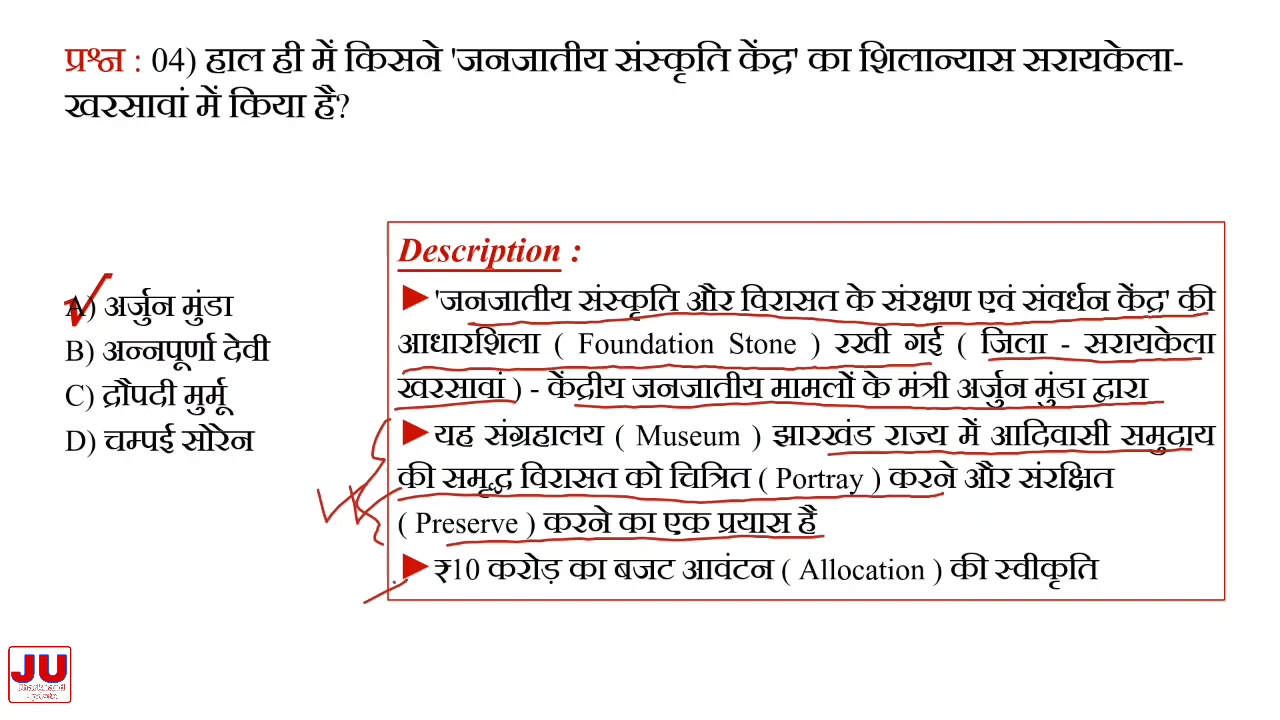 प्रश्न : 04) हाल ही में किसने 'जनजातीय संस्कृति केंद्र' का शिलान्यास सरायकेला-
खरसावां में किया है?
A) अर्जुन मुंडा
B) अन्नपूर्णा देवी
C) द्रौपदी मुर्मू
D) चम्पई सोरेन
Description :
►'जनजातीय संस्कृति और विरासत के संरक्षण एवं संवर्धन केंद्र' की
आधारशिला ( Foundation Stone ) रखी गई ( जिला - सरायकेला
खरसावां ) - केंद्रीय जनजातीय मामलों के मंत्री अर्जुन मुंडा द्वारा
►यह संग्रहालय ( Museum ) झारखंड राज्य में आदिवासी समुदाय
की समृद्ध विरासत को चित्रित ( Portray ) करने और संरक्षित
( Preserve ) करने का एक प्रयास है
►₹10 करोड़ का बजट आवंटन ( Allocation ) की स्वीकृति
JU
Jharkhand
Update